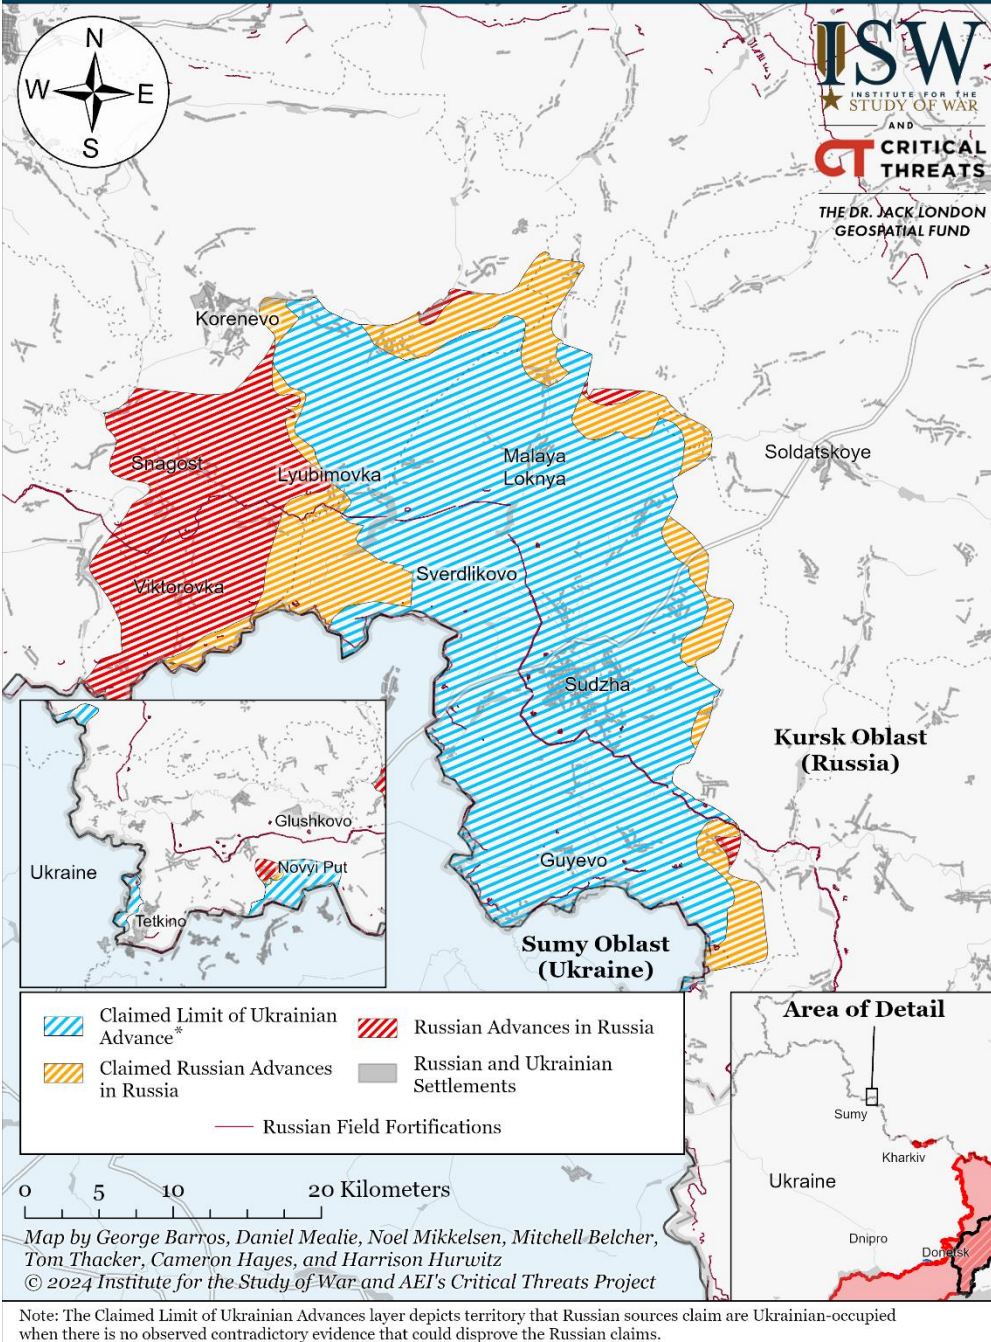 N
W
E
S
ISW
INSTITUTE FOR THE
STUDY OF WAR
AND
CT CRITICAL
THREATS
THE DR. JACK LONDON
GEOSPATIAL FUND
Korenevo
Snagost
Lyubimovka
Malaya
Loknya
Soldatskoye
Viktorovka
Sverdlikovo
Sudzha
Kursk Oblast
(Russia)
Guyevo
Sumy Oblast
(Ukraine)
Glushkovo
Ukraine
Novyi Put
Tetkino
Claimed Limit of Ukrainian
Advance*
Claimed Russian Advances
in Russia
Russian Advances in Russia
Russian and Ukrainian
Settlements
Russian Field Fortifications
Area of Detail
Sumy
Kharkiv
Ukraine
Dnipro
Donetsk
0 5 10 20 Kilometers
Map by George Barros, Daniel Mealie, Noel Mikkelsen, Mitchell Belcher,
Tom Thacker, Cameron Hayes, and Harrison Hurwitz
© 2024 Institute for the Study of War and AEI's Critical Threats Project
Note: The Claimed Limit of Ukrainian Advances layer depicts territory that Russian sources claim are Ukrainian-occupied
when there is no observed contradictory evidence that could disprove the Russian claims.